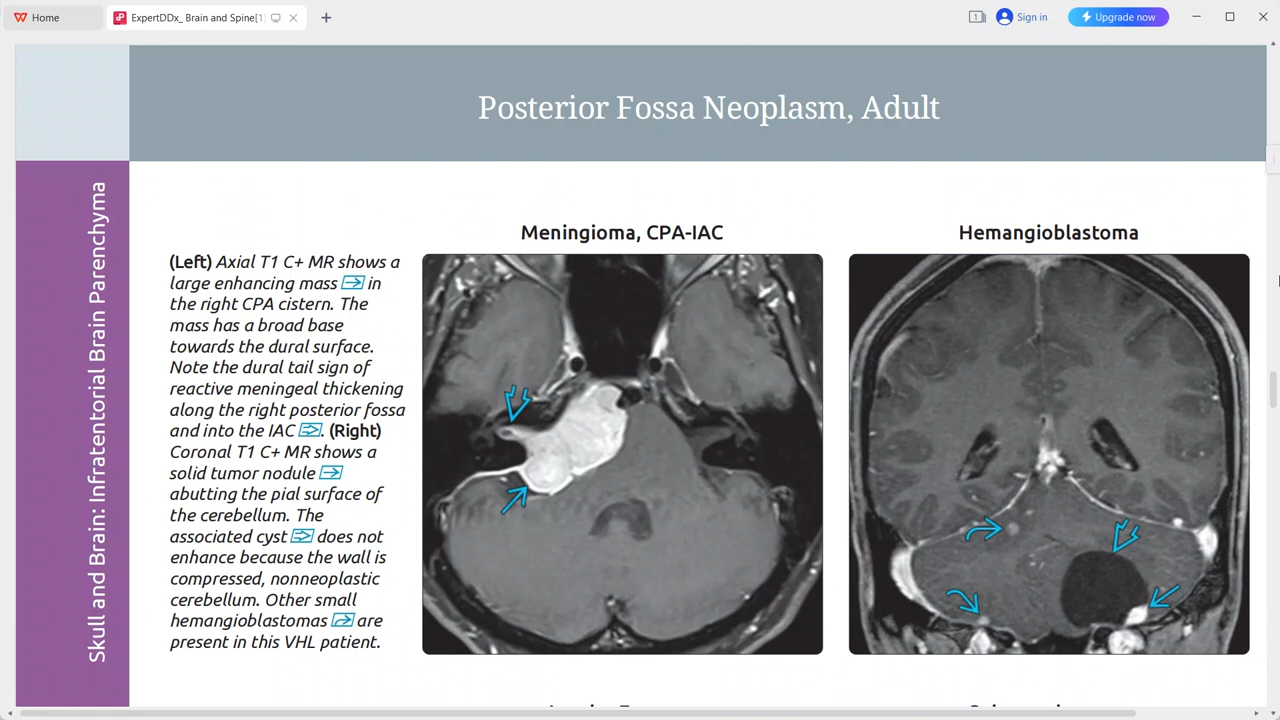 Home
ExpertDDx_ Brain and Spine[1]
1
Sign in
Upgrade now
Posterior Fossa Neoplasm, Adult
Skull and Brain: Infratentorial Brain Parenchyma
Meningioma, CPA-IAC
Hemangioblastoma
(Left) Axial T1 C+ MR shows a
large enhancing mass in
the right CPA cistern. The
mass has a broad base
towards the dural surface.
Note the dural tail sign of
reactive meningeal thickening
along the right posterior fossa
and into the IAC . (Right)
Coronal T1 C+ MR shows a
solid tumor nodule
abutting the pial surface of
the cerebellum. The
associated cyst does not
enhance because the wall is
compressed, nonneoplastic
cerebellum. Other small
hemangioblastomas are
present in this VHL patient.